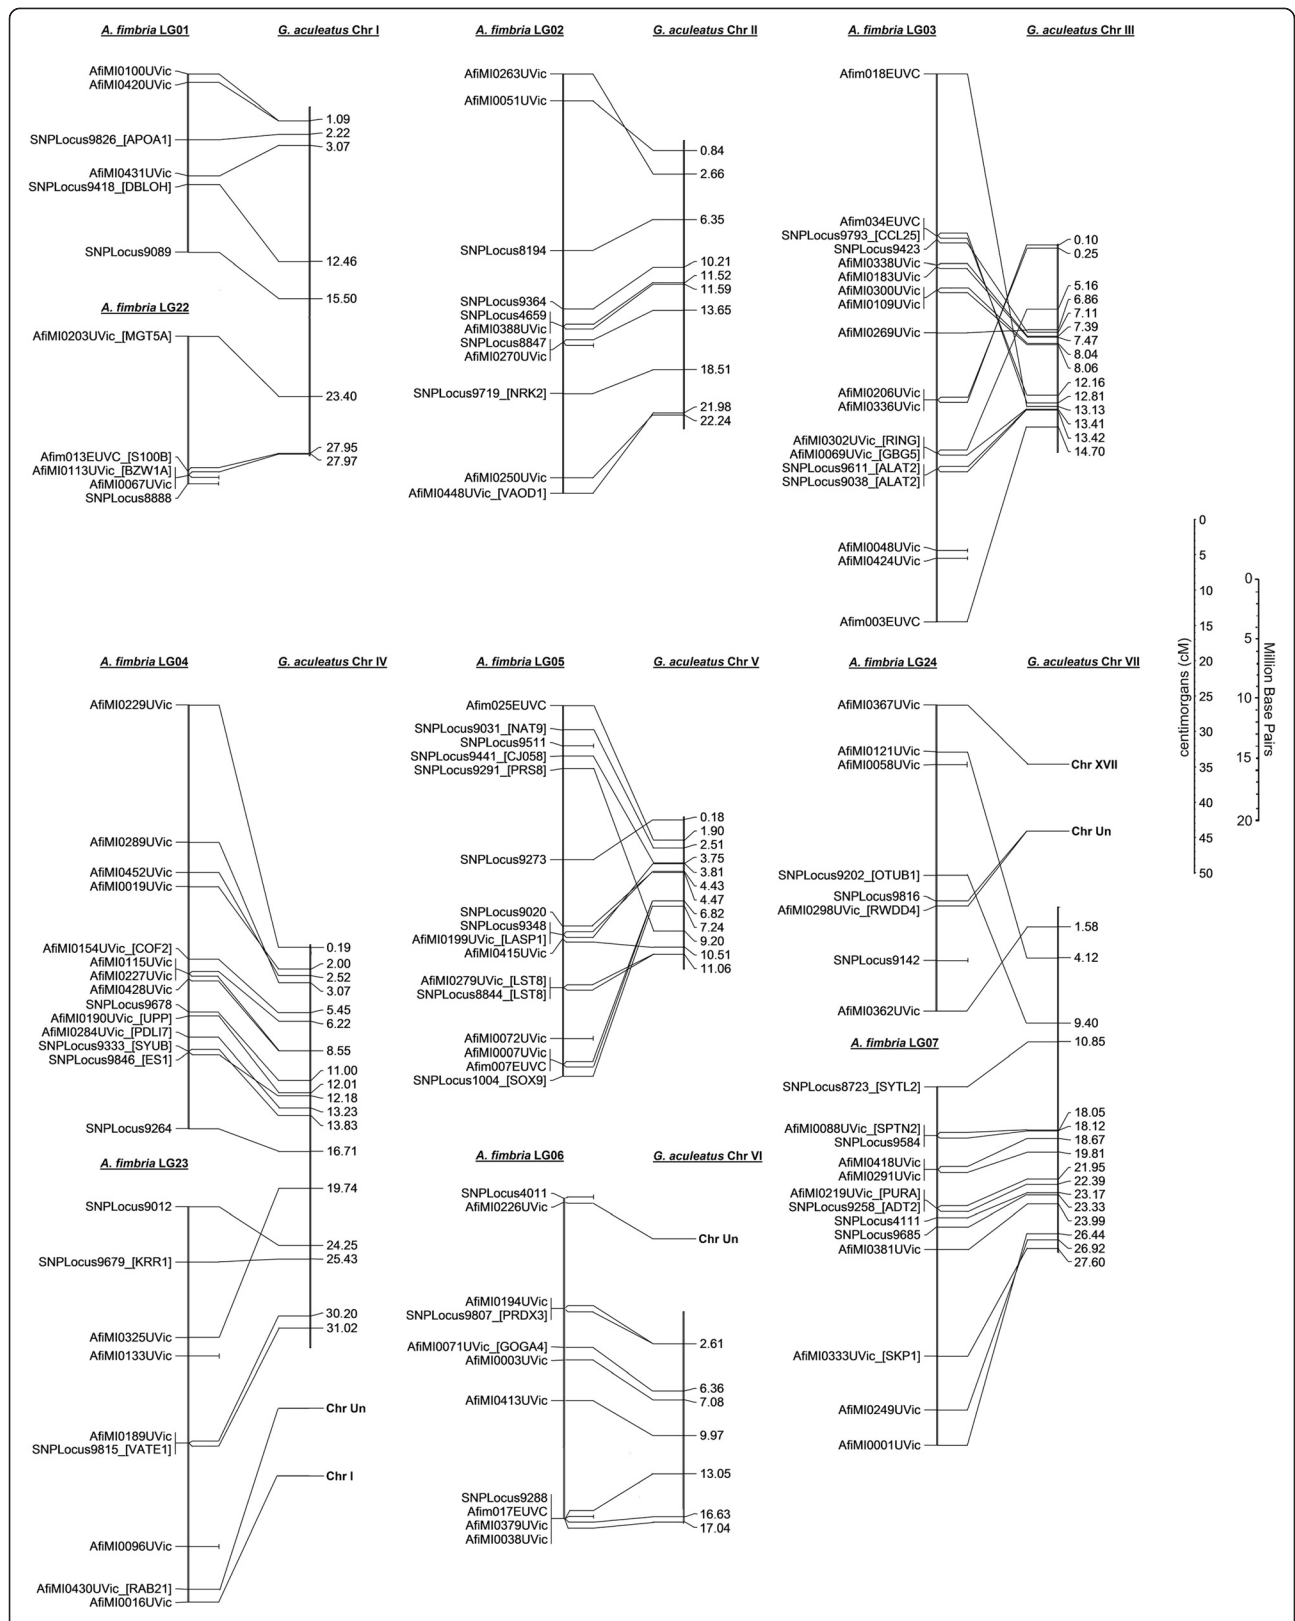 A. fimbria LG01
G. aculeatus Chr I
AfiMI0100UVic
AfiMI0420UVic
SNPLocus9826_[APOA1]
AfiMI0431UVic
SNPLocus9418_[DBLOH]
SNPLocus9089
A. fimbria LG22
AfiMI0203UVic_[MGT5A]
Afim013EUVC_[S100B]
AfiMI0113UVic_[BZW1A]
AfiMI0067UVic
SNPLocus8888
1.09
2.22
3.07
12.46
15.50
23.40
27.95
27.97
A. fimbria LG02
G. aculeatus Chr II
AfiMI0263UVic
AfiMI0051UVic
SNPLocus8194
SNPLocus9364
SNPLocus4659
AfiMI0388UVic
SNPLocus8847
AfiMI0270UVic
SNPLocus9719_[NRK2]
AfiMI0250UVic
AfiMI0448UVic_[VAOD1]
0.84
2.66
6.35
10.21
11.52
11.59
13.65
18.51
21.98
22.24
A. fimbria LG03
G. aculeatus Chr III
Afim018EUVC
Afim034EUVC
SNPLocus9793_[CCL25]
SNPLocus9423
AfiMI0338UVic
AfiMI0183UVic
AfiMI0300UVic
AfiMI0109UVic
AfiMI0269UVic
AfiMI0206UVic
AfiMI0336UVic
AfiMI0302UVic_[RING]
AfiMI0069UVic_[GBG5]
SNPLocus9611_[ALAT2]
SNPLocus9038_[ALAT2]
AfiMI0048UVic
AfiMI0424UVic
Afim003EUVC
0.10
0.25
5.16
6.86
7.11
7.39
7.47
8.04
8.06
12.16
12.81
13.13
13.41
13.42
14.70
centimorgans (cM)
0
5
10
15
20
25
30
35
40
45
50
Million Base Pairs
0
5
10
15
20
A. fimbria LG04
G. aculeatus Chr IV
AfiMI0229UVic
AfiMI0289UVic
AfiMI0452UVic
AfiMI0019UVic
AfiMI0154UVic_[COF2]
AfiMI0115UVic
AfiMI0227UVic
AfiMI0428UVic
SNPLocus9678
AfiMI0190UVic_[UPP]
AfiMI0284UVic_[PDLI7]
SNPLocus9333_[SYUB]
SNPLocus9846_[ES1]
SNPLocus9264
A. fimbria LG23
SNPLocus9012
SNPLocus9679_[KRR1]
AfiMI0325UVic
AfiMI0133UVic
AfiMI0189UVic
SNPLocus9815_[VATE1]
AfiMI0096UVic
AfiMI0430UVic_[RAB21]
AfiMI0016UVic
0.19
2.00
2.52
3.07
5.45
6.22
8.55
11.00
12.01
12.18
13.23
13.83
16.71
19.74
24.25
25.43
30.20
31.02
Chr Un
Chr I
A. fimbria LG05
G. aculeatus Chr V
Afim025EUVC
SNPLocus9031_[NAT9]
SNPLocus9511
SNPLocus9441_[CJ058]
SNPLocus9291_[PRS8]
SNPLocus9273
SNPLocus9020
SNPLocus9348
AfiMI0199UVic_[LASP1]
AfiMI0415UVic
AfiMI0279UVic_[LST8]
SNPLocus8844_[LST8]
AfiMI0072UVic
AfiMI0007UVic
Afim007EUVC
SNPLocus1004_[SOX9]
0.18
1.90
2.51
3.75
3.81
4.43
4.47
6.82
7.24
9.20
10.51
11.06
A. fimbria LG06
G. aculeatus Chr VI
SNPLocus4011
AfiMI0226UVic
AfiMI0194UVic
SNPLocus9807_[PRDX3]
AfiMI0071UVic_[GOGA4]
AfiMI0003UVic
AfiMI0413UVic
SNPLocus9288
Afim017EUVC
AfiMI0379UVic
AfiMI0038UVic
Chr Un
2.61
6.36
7.08
9.97
13.05
16.63
17.04
A. fimbria LG24
G. aculeatus Chr VII
AfiMI0367UVic
AfiMI0121UVic
AfiMI0058UVic
SNPLocus9202_[OTUB1]
SNPLocus9816
AfiMI0298UVic_[RWDD4]
SNPLocus9142
AfiMI0362UVic
A. fimbria LG07
SNPLocus8723_[SYTL2]
AfiMI0088UVic_[SPTN2]
SNPLocus9584
AfiMI0418UVic
AfiMI0291UVic
AfiMI0219UVic_[PURA]
SNPLocus9258_[ADT2]
SNPLocus4111
SNPLocus9685
AfiMI0381UVic
AfiMI0333UVic_[SKP1]
AfiMI0249UVic
AfiMI0001UVic
Chr XVII
Chr Un
1.58
4.12
9.40
10.85
18.05
18.12
18.67
19.81
21.95
22.39
23.17
23.33
23.99
26.44
26.92
27.60